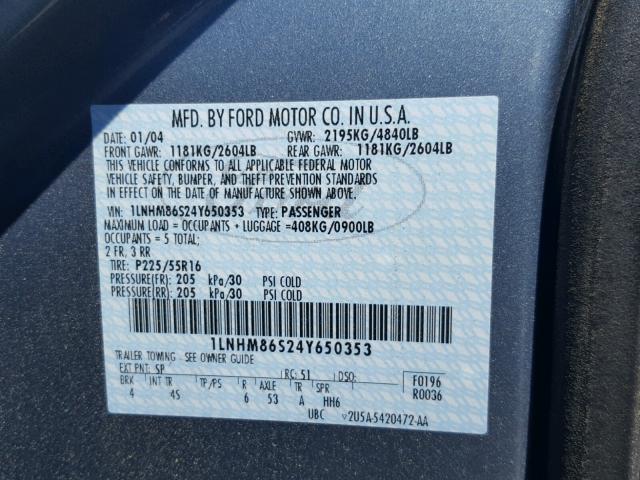 MFD. BY FORD MOTOR CO. IN U.S.A.
DATE: 01/04 GVWR: 2195KG/4840LB
FRONT GAWR: 1181KG/2604LB REAR GAWR: 1181KG/2604LB
THIS VEHICLE CONFORMS TO ALL APPLICABLE FEDERAL MOTOR
VEHICLE SAFETY, BUMPER, AND THEFT PREVENTION STANDARDS
IN EFFECT ON THE DATE OF MANUFACTURE SHOWN ABOVE.
VIN: 1LNHM86S24Y650353 TYPE: PASSENGER
MAXIMUM LOAD = OCCUPANTS + LUGGAGE =408KG/0900LB
OCCUPANTS = 5 TOTAL;
2 FR, 3 RR
TIRE: P225/55R16
PRESSURE(FR): 205 kPa/30 PSI COLD
PRESSURE(RR): 205 kPa/30 PSI COLD
1LNHM86S24Y650353
TRAILER TOWING - SEE OWNER GUIDE
EXT PNT: SP RC: 51 DSO: F0196
BRK INT TR TP/PS R AXLE TR SPR R0036
4 4S 6 53 A HH6
UBC V2U5A-5420472-AA